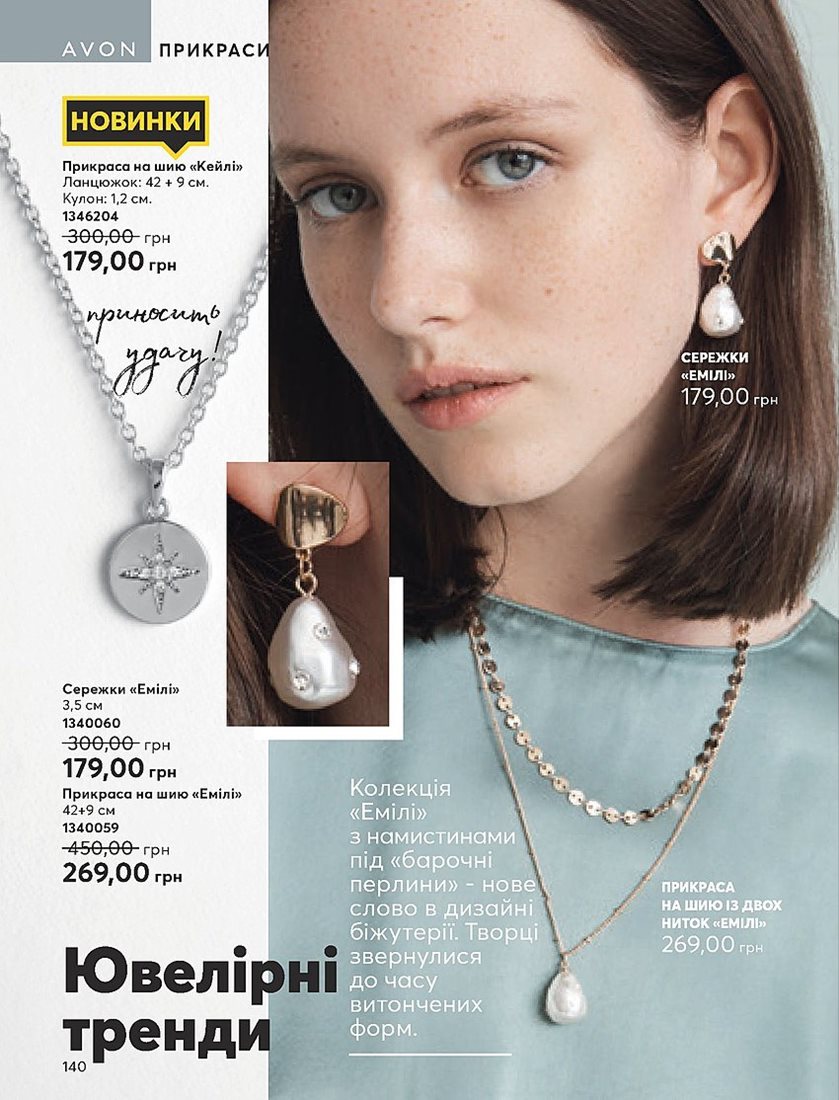 AVON ПРИКРАСИ
НОВИНКИ
Прикраса на шию «Кейлі»
Ланцюжок: 42 + 9 см.
Кулон: 1,2 см.
1346204
300,00 грн
179,00 грн
приносить
удачу!
СЕРЕЖКИ
«ЕМІЛІ»
179,00 грн
Сережки «Емілі»
3,5 см
1340060
300,00 грн
179,00 грн
Прикраса на шию «Емілі»
42+9 см
1340059
450,00 грн
269,00 грн
Колекція
«Емілі»
з намистинами
під «барочні
перлини» - нове
слово в дизайні
біжутерії. Творці
звернулися
до часу
витончених
форм.
ПРИКРАСА
НА ШИЮ ІЗ ДВОХ
НИТОК «ЕМІЛІ»
269,00 грн
Ювелірні
тренди
140